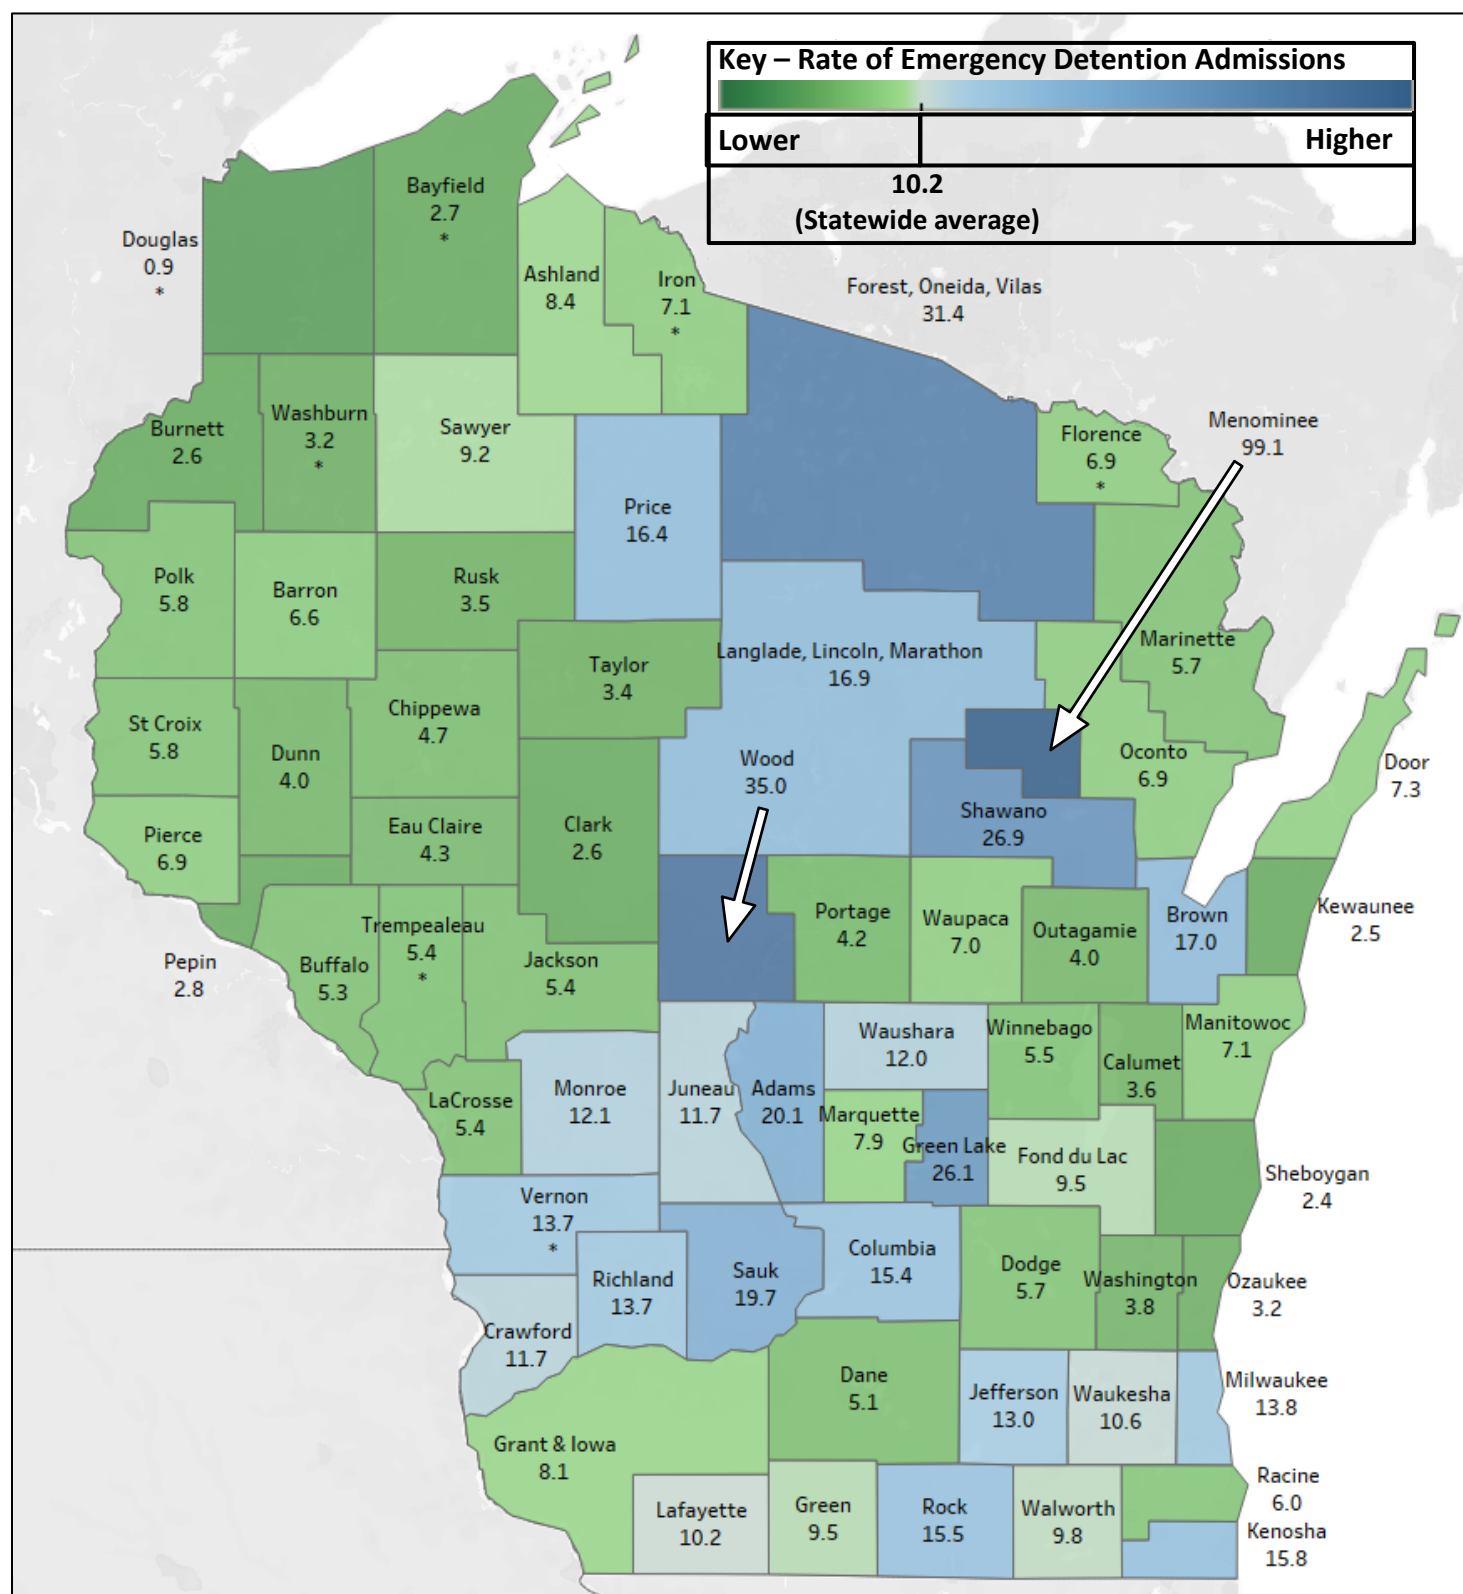 Key – Rate of Emergency Detention Admissions
Lower
Higher
10.2
(Statewide average)
Bayfield
2.7
*
Douglas
0.9
*
Ashland
8.4
Iron
7.1
*
Forest, Oneida, Vilas
31.4
Burnett
2.6
Washburn
3.2
*
Sawyer
9.2
Price
16.4
Florence
6.9
*
Menominee
99.1
Polk
5.8
Barron
6.6
Rusk
3.5
Taylor
3.4
Langlade, Lincoln, Marathon
16.9
Marinette
5.7
St Croix
5.8
Dunn
4.0
Chippewa
4.7
Wood
35.0
Oconto
6.9
Door
7.3
Pierce
6.9
Eau Claire
4.3
Clark
2.6
Shawano
26.9
Pepin
2.8
Buffalo
5.3
Trempealeau
5.4
*
Jackson
5.4
Portage
4.2
Waupaca
7.0
Outagamie
4.0
Brown
17.0
Kewaunee
2.5
LaCrosse
5.4
Monroe
12.1
Juneau
11.7
Adams
20.1
Waushara
12.0
Marquette
7.9
Green Lake
26.1
Winnebago
5.5
Calumet
3.6
Manitowoc
7.1
Fond du Lac
9.5
Sheboygan
2.4
Vernon
13.7
*
Richland
13.7
Sauk
19.7
Columbia
15.4
Dodge
5.7
Washington
3.8
Ozaukee
3.2
Crawford
11.7
Grant & Iowa
8.1
Dane
5.1
Jefferson
13.0
Waukesha
10.6
Milwaukee
13.8
Lafayette
10.2
Green
9.5
Rock
15.5
Walworth
9.8
Racine
6.0
Kenosha
15.8